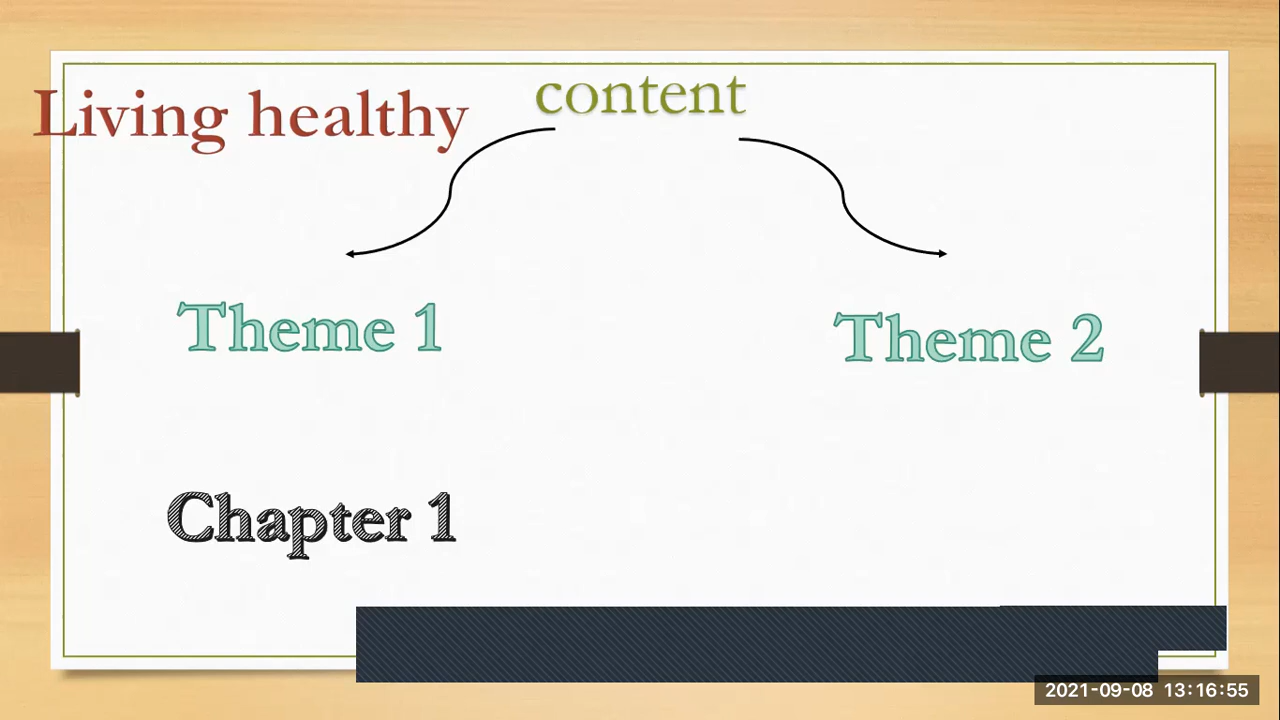 Living healthy
content
Theme 1
Theme 2
Chapter 1
2021-09-08 13:16:55